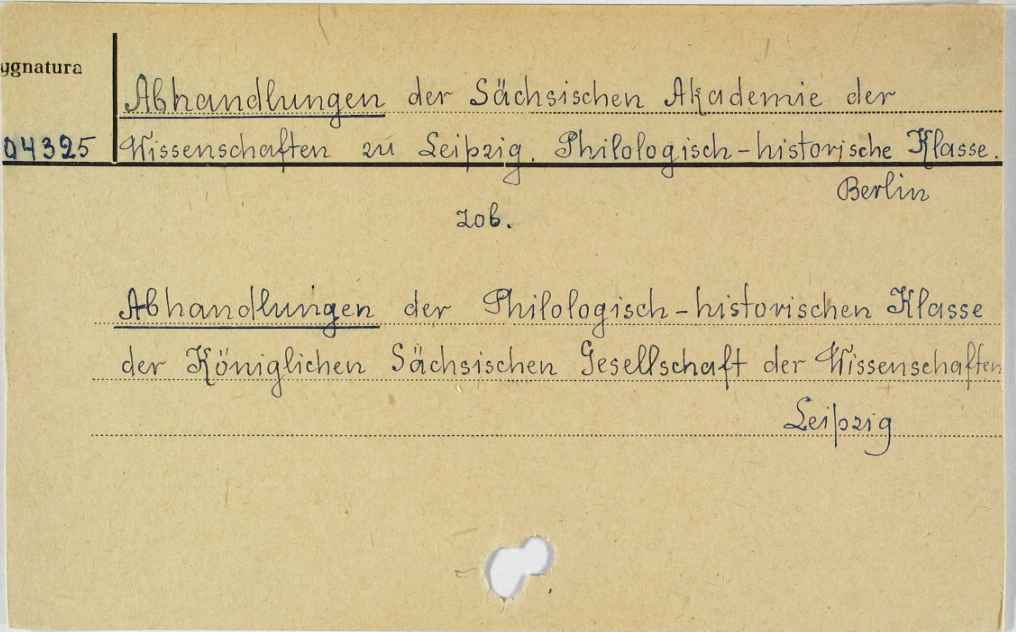 ygnatura
Abhandlungen der Sächsischen Akademie der
04325 Wissenschaften zu Leipzig. Philologisch-historische Klasse.
Berlin
zob.
Abhandlungen der Philologisch-historischen Klasse
der Königlichen Sächsischen Gesellschaft der Wissenschaften
Leipzig